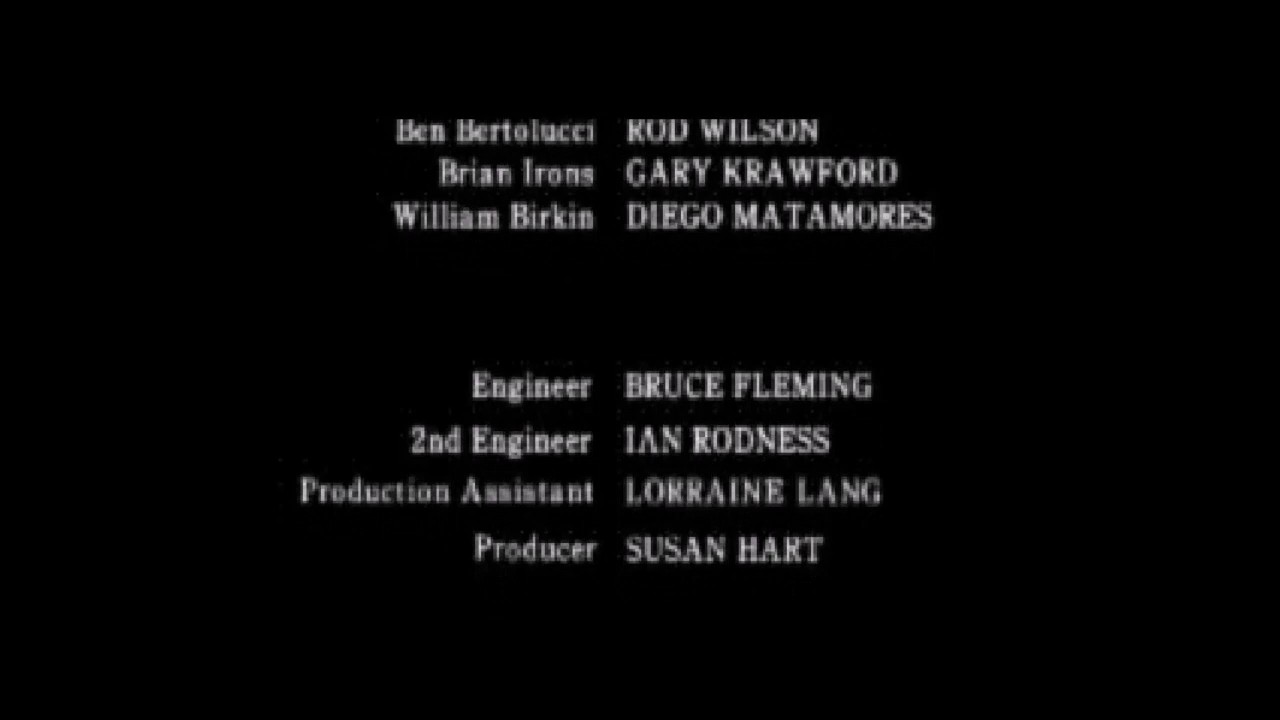 Ben Bertolucci ROD WILSON
Brian Irons GARY KRAWFORD
William Birkin DIEGO MATAMORES
Engineer BRUCE FLEMING
2nd Engineer IAN RODNESS
Production Assistant LORRAINE LANG
Producer SUSAN HART